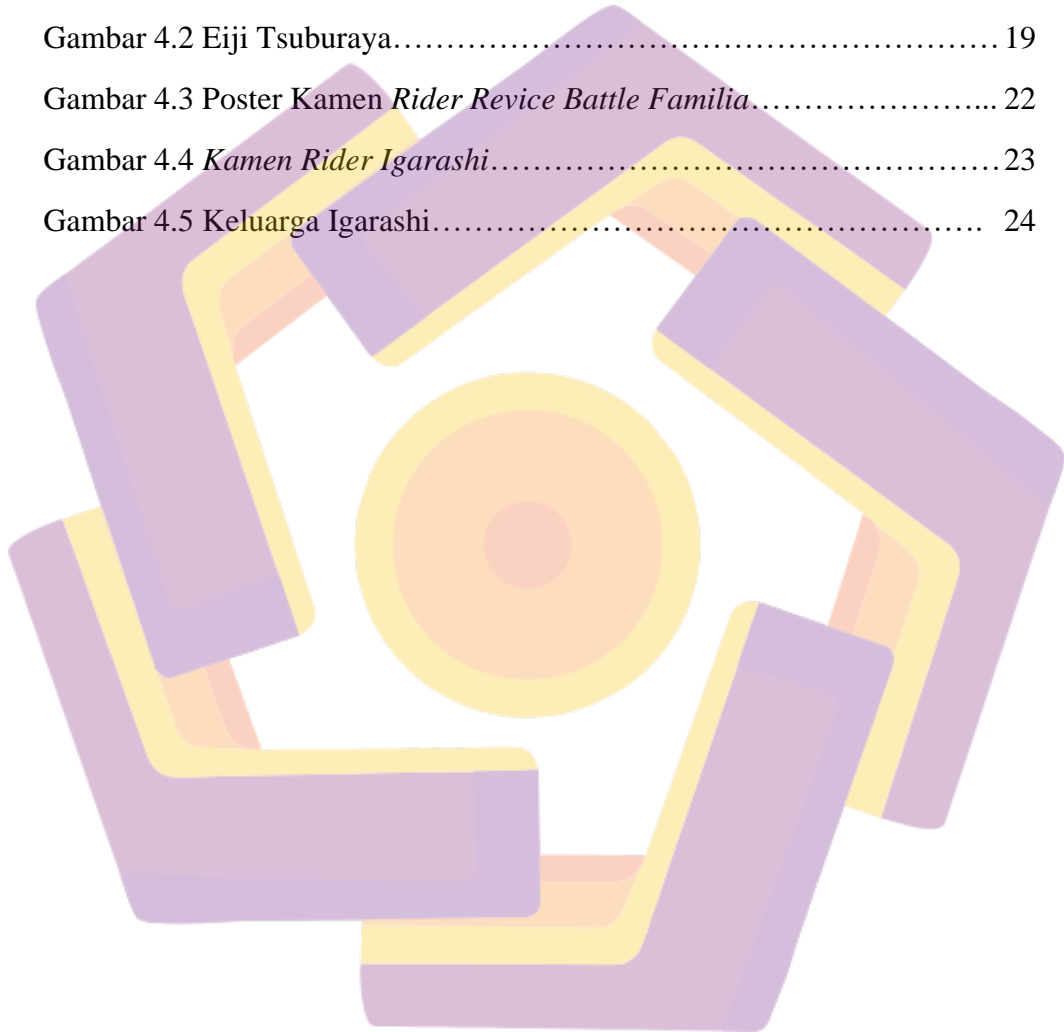 Gambar 4.2 Eiji Tsuburaya…………………………………………………… 19
Gambar 4.3 Poster Kamen Rider Revice Battle Familia…………………... 22
Gambar 4.4 Kamen Rider Igarashi…………………………………………… 23
Gambar 4.5 Keluarga Igarashi………………………………………………. 24